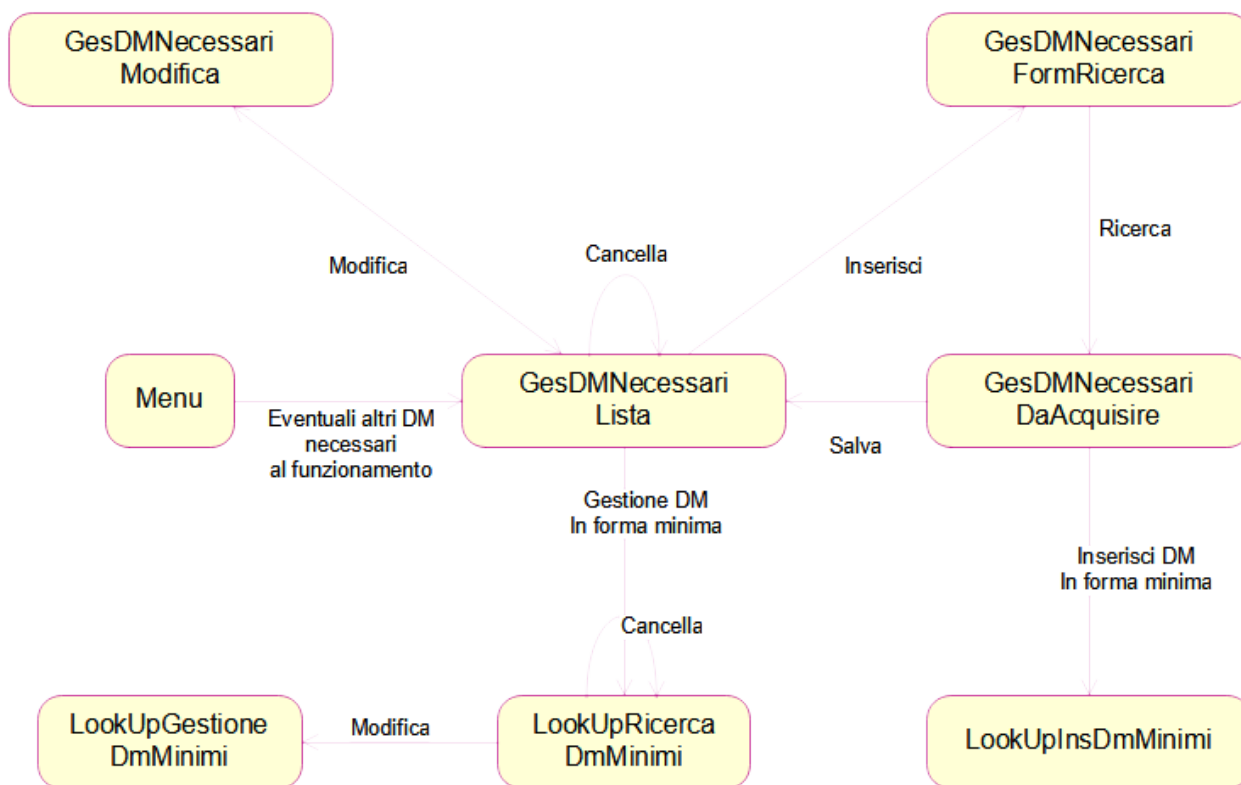 GesDMNecessari
Modifica
GesDMNecessari
FormRicerca
Ricerca
Cancella
Modifica
Inserisci
Menu
Eventuali altri DM
necessari
al funzionamento
GesDMNecessari
Lista
GesDMNecessari
DaAcquisire
Salva
Gestione DM
In forma minima
Inserisci DM
In forma minima
Cancella
LookUpGestione
DmMinimi
Modifica
LookUpRicerca
DmMinimi
LookUpInsDmMinimi